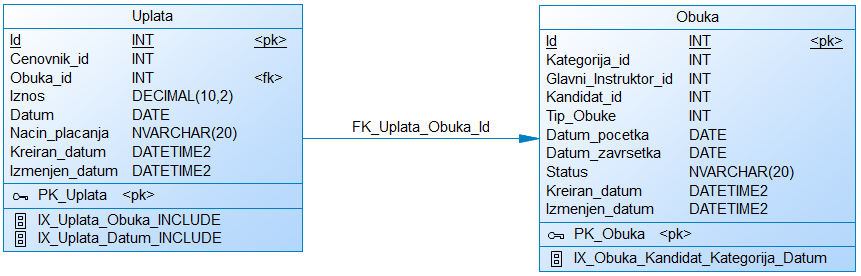 Uplata
Id INT <pk>
Cenovnik_id INT
Obuka_id INT <fk>
Iznos DECIMAL(10,2)
Datum DATE
Nacin_placanja NVARCHAR(20)
Kreiran_datum DATETIME2
Izmenjen_datum DATETIME2
PK_Uplata <pk>
IX_Uplata_Obuka_INCLUDE
IX_Uplata_Datum_INCLUDE
FK_Uplata_Obuka_Id
Obuka
Id INT <pk>
Kategorija_id INT
Glavni_Instruktor_id INT
Kandidat_id INT
Tip_Obuke INT
Datum_pocetka DATE
Datum_zavrsetka DATE
Status NVARCHAR(20)
Kreiran_datum DATETIME2
Izmenjen_datum DATETIME2
PK_Obuka <pk>
IX_Obuka_Kandidat_Kategorija_Datum